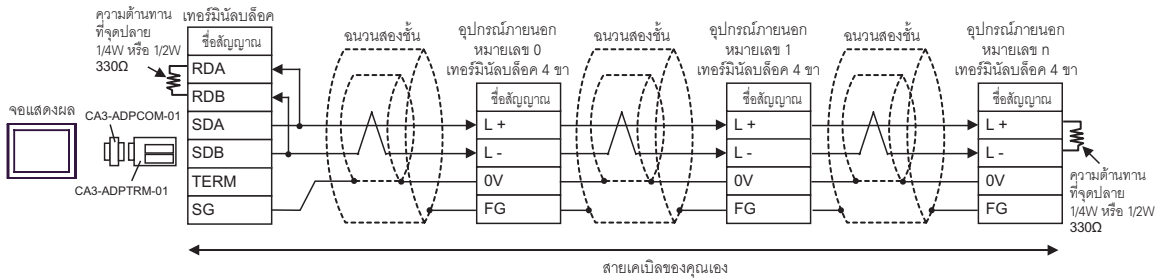 ความต้านทาน
ที่จุดปลาย
1/4W หรือ 1/2W
330Ω
เทอร์มินัลบล็อค
ชื่อสัญญาณ
RDA
RDB
SDA
SDB
TERM
SG
จอแสดงผล
CA3-ADPCOM-01
CA3-ADPTRM-01
ฉนวนสองชั้น
อุปกรณ์ภายนอก
หมายเลข 0
เทอร์มินัลบล็อค 4 ขา
ชื่อสัญญาณ
L +
L -
0V
FG
ฉนวนสองชั้น
อุปกรณ์ภายนอก
หมายเลข 1
เทอร์มินัลบล็อค 4 ขา
ชื่อสัญญาณ
L +
L -
0V
FG
ฉนวนสองชั้น
อุปกรณ์ภายนอก
หมายเลข n
เทอร์มินัลบล็อค 4 ขา
ชื่อสัญญาณ
L +
L -
0V
FG
ความต้านทาน
ที่จุดปลาย
1/4W หรือ 1/2W
330Ω
สายเคเบิลของคุณเอง